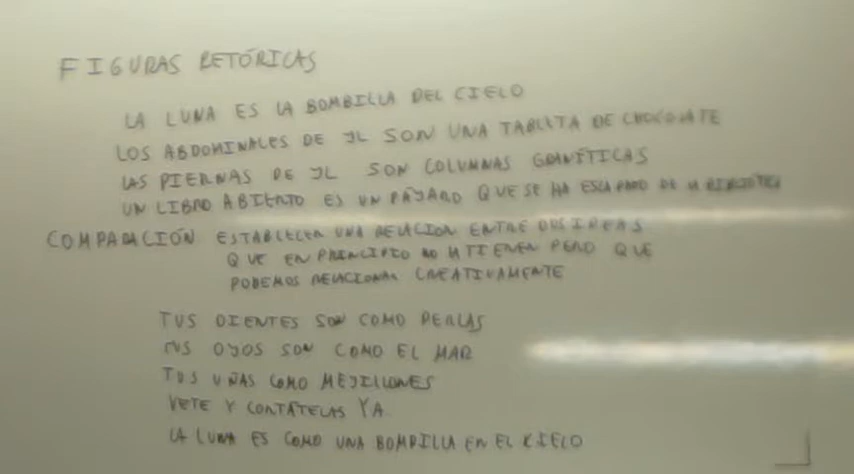 FIGURAS RETÓRICAS
LA LUNA ES LA BOMBILLA DEL CIELO
LOS ABDOMINALES DE JL SON UNA TABLETA DE CHOCOLATE
LAS PIERNAS DE JL SON COLUMNAS GRANÍTICAS
UN LIBRO ABIERTO ES UN PÁJARO QUE SE HA ESCAPADO DE LA BIBLIOTECA
COMPARACIÓN ESTABLECER UNA RELACION ENTRE DOS IDEAS
QUE EN PRINCIPIO NO LA TIENEN PERO QUE
PODEMOS RELACIONAR CREATIVAMENTE
TUS DIENTES SON COMO PERLAS
TUS OJOS SON COMO EL MAR
TUS UÑAS COMO MEJILLONES
VETE Y CORTATELAS YA
LA LUNA ES COMO UNA BOMBILLA EN EL CIELO